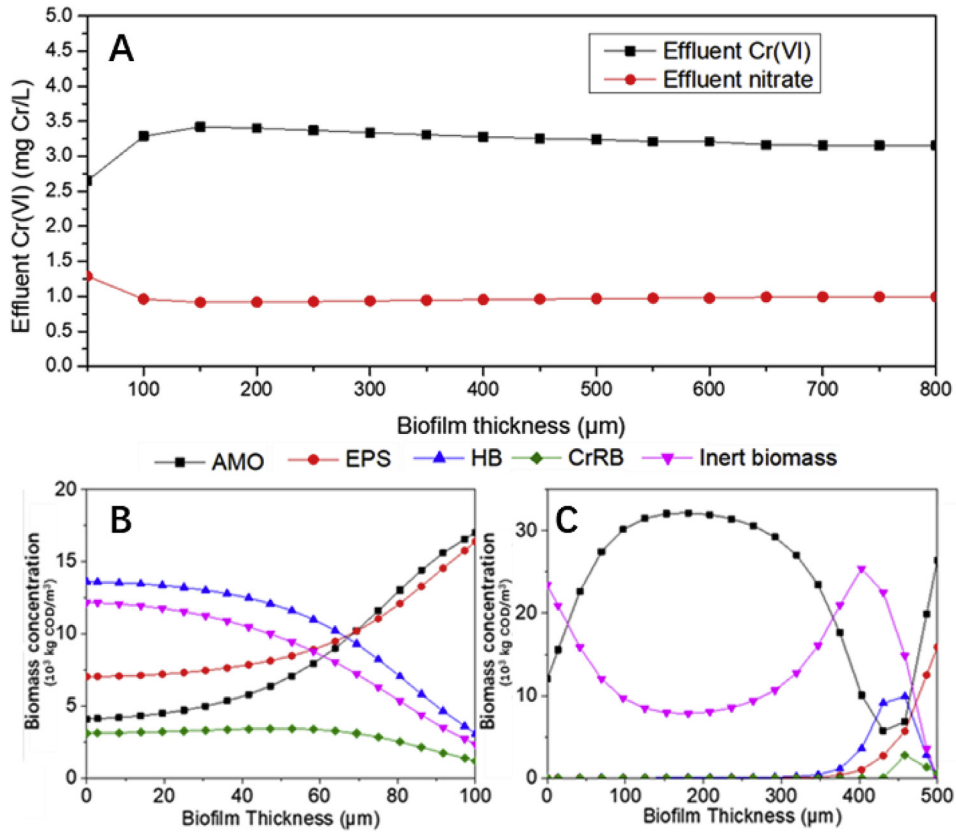 A
Effluent Cr(VI) (mg Cr/L)
5.0
4.5
4.0
3.5
3.0
2.5
2.0
1.5
1.0
0.5
0.0
Effluent Cr(VI)
Effluent nitrate
100 200 300 400 500 600 700 800
Biofilm thickness (µm)
AMO EPS HB CrRB Inert biomass
B
Biomass concentration
(10³ kg COD/m³)
20
15
10
5
0
0 20 40 60 80 100
Biofilm Thickness (µm)
C
Biomass concentration
(10³ kg COD/m³)
30
20
10
0
0 100 200 300 400 500
Biofilm Thickness (µm)